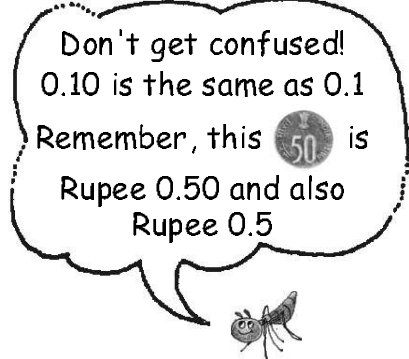 Don't get confused!
0.10 is the same as 0.1
Remember, this 50 is
Rupee 0.50 and also
Rupee 0.5